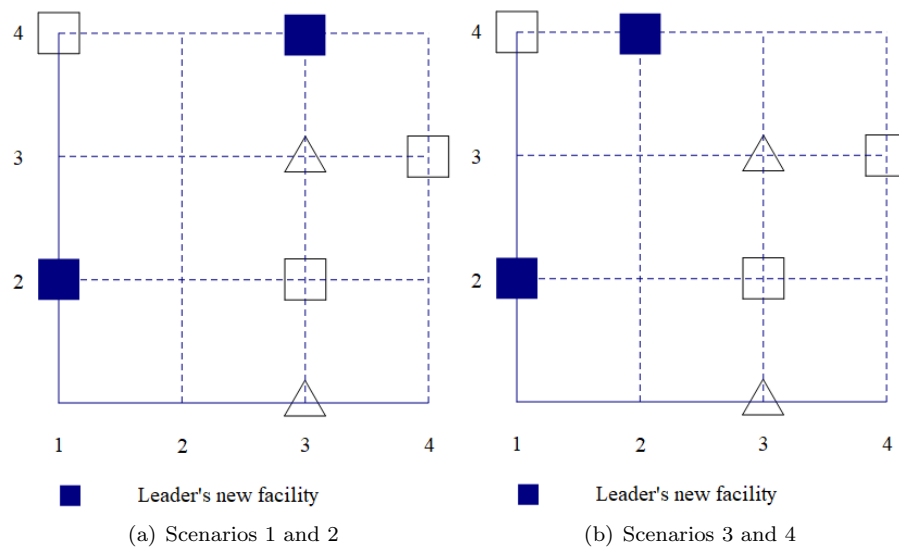 4
3
2
1 2 3 4
Leader's new facility
(a) Scenarios 1 and 2
4
3
2
1 2 3 4
Leader's new facility
(b) Scenarios 3 and 4